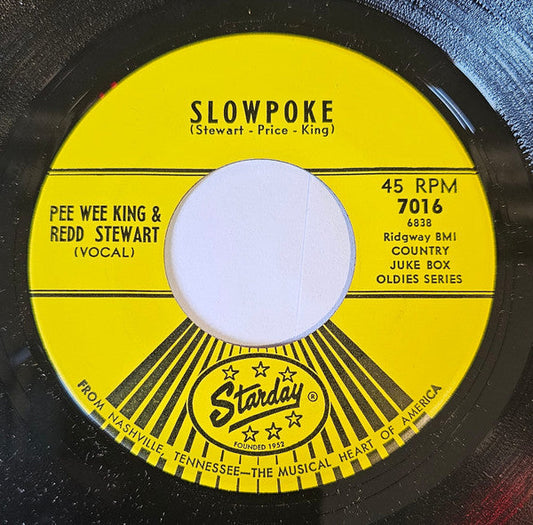 SLOWPOKE
(Stewart - Price - King)
PEE WEE KING &
REDD STEWART
(VOCAL)
45 RPM
7016
6838
Ridgway BMI
COUNTRY
JUKE BOX
OLDIES SERIES
Starday ®
FOUNDED 1952
FROM NASHVILLE, TENNESSEE—THE MUSICAL HEART OF AMERICA